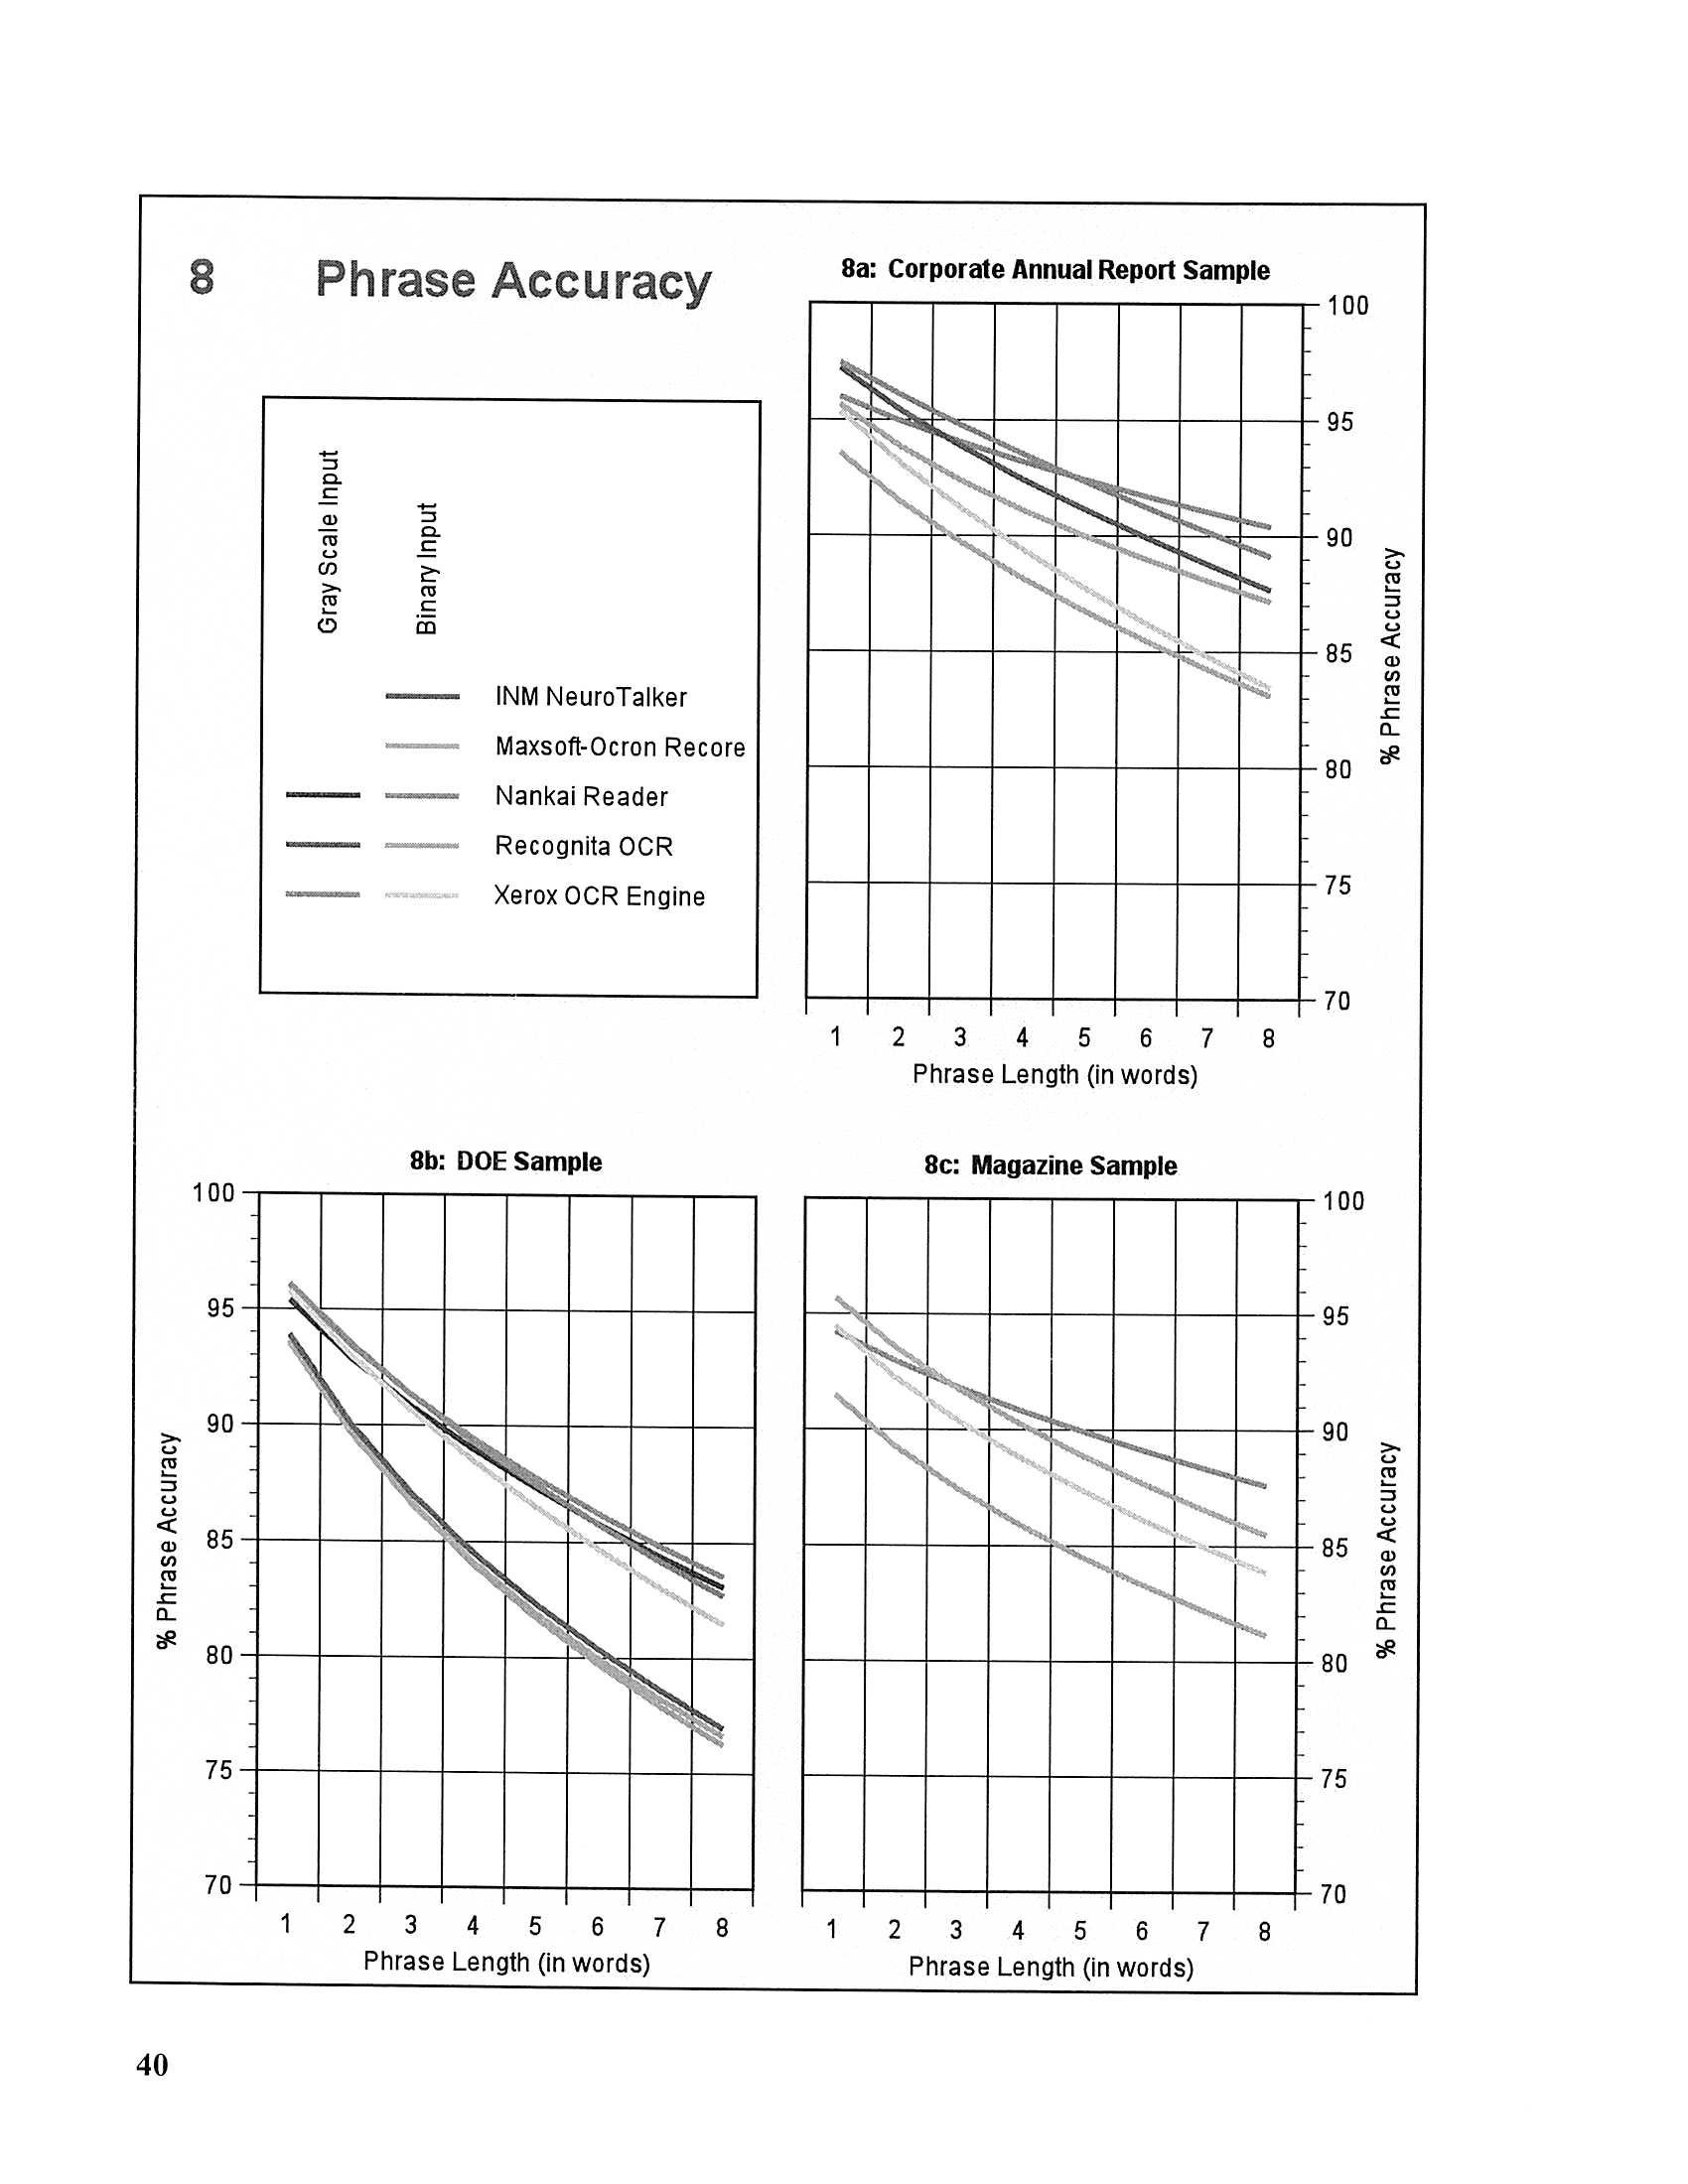 8 Phrase Accuracy
Gray Scale Input
Binary Input
INM NeuroTalker
Maxsoft-Ocron Recore
Nankai Reader
Recognita OCR
Xerox OCR Engine
8a: Corporate Annual Report Sample
100
95
90
85
80
75
70
% Phrase Accuracy
1 2 3 4 5 6 7 8
Phrase Length (in words)
8b: DOE Sample
100
95
90
85
80
75
70
% Phrase Accuracy
1 2 3 4 5 6 7 8
Phrase Length (in words)
8c: Magazine Sample
100
95
90
85
80
75
70
% Phrase Accuracy
1 2 3 4 5 6 7 8
Phrase Length (in words)
40